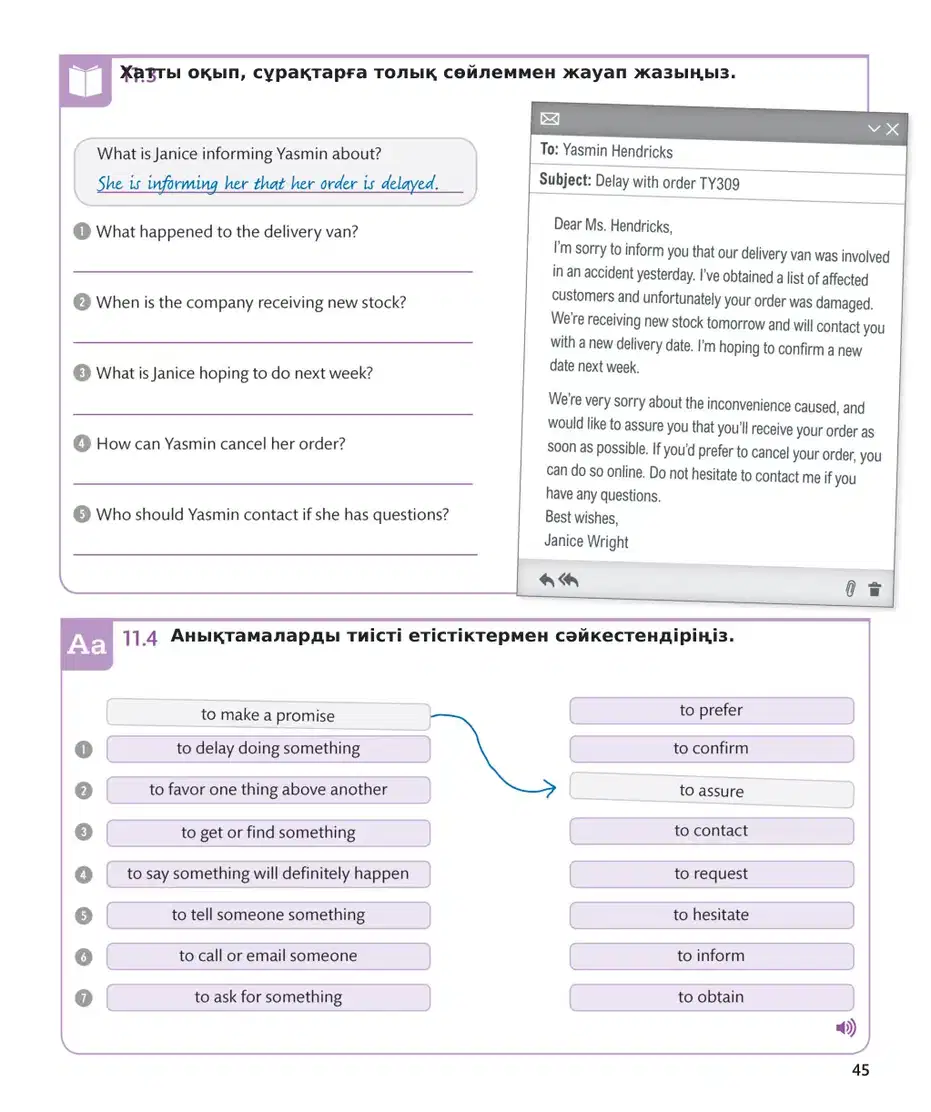 11.3 Хатты оқып, сұрақтарға толық сөйлеммен жауап жазыңыз.
What is Janice informing Yasmin about?
She is informing her that her order is delayed.
1 What happened to the delivery van?
2 When is the company receiving new stock?
3 What is Janice hoping to do next week?
4 How can Yasmin cancel her order?
5 Who should Yasmin contact if she has questions?
To: Yasmin Hendricks
Subject: Delay with order TY309
Dear Ms. Hendricks,
I'm sorry to inform you that our delivery van was involved
in an accident yesterday. I've obtained a list of affected
customers and unfortunately your order was damaged.
We're receiving new stock tomorrow and will contact you
with a new delivery date. I'm hoping to confirm a new
date next week.
We're very sorry about the inconvenience caused, and
would like to assure you that you'll receive your order as
soon as possible. If you'd prefer to cancel your order, you
can do so online. Do not hesitate to contact me if you
have any questions.
Best wishes,
Janice Wright
Aa 11.4 Анықтамаларды тиісті етістіктермен сәйкестендіріңіз.
to make a promise
1 to delay doing something
2 to favor one thing above another
3 to get or find something
4 to say something will definitely happen
5 to tell someone something
6 to call or email someone
7 to ask for something
to prefer
to confirm
to assure
to contact
to request
to hesitate
to inform
to obtain
45